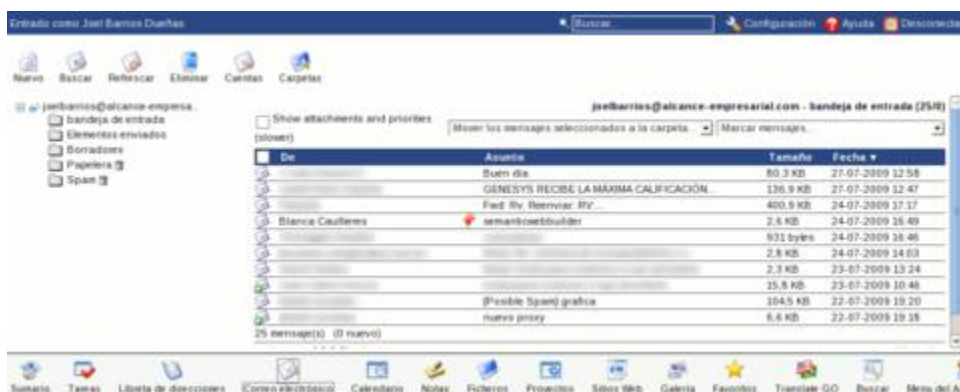 Entrado como Joel Barrios Dueñas
Buscar...
Configuración Ayuda Desconecta
Nuevo Buscar Refrescar Eliminar Cuentas Carpetas
joelbarrios@alcance-empresa...
bandeja de entrada
Elementos enviados
Borradores
Papelera
Spam
joelbarrios@alcance-empresarial.com - bandeja de entrada (25/0)
Show attachments and priorities
(slower)
Mover los mensajes seleccionados a la carpeta... Marcar mensajes...
De Asunto Tamaño Fecha ▼
Buen dia 80,3 KB 27-07-2009 12:58
GENESYS RECIBE LA MÁXIMA CALIFICACIÓN... 136,9 KB 27-07-2009 12:47
Fwd: Rv: Reenviar: RV:... 400,9 KB 24-07-2009 17:17
Blanca Caulleres semanticwebbuilder 2,6 KB 24-07-2009 16:49
931 bytes 24-07-2009 16:46
2,8 KB 24-07-2009 14:03
2,3 KB 23-07-2009 13:24
15,8 KB 23-07-2009 10:46
(Posible Spam) grafica 104,5 KB 22-07-2009 19:20
nuevo proxy 6,6 KB 22-07-2009 19:18
25 mensaje(s) (0 nuevo)
Sumario Tareas Libreta de direcciones (Correo electrónico) Calendario Notas Ficheros Proyectos Sitios Web Galería Favoritos Translate GO Buscar Menu del A